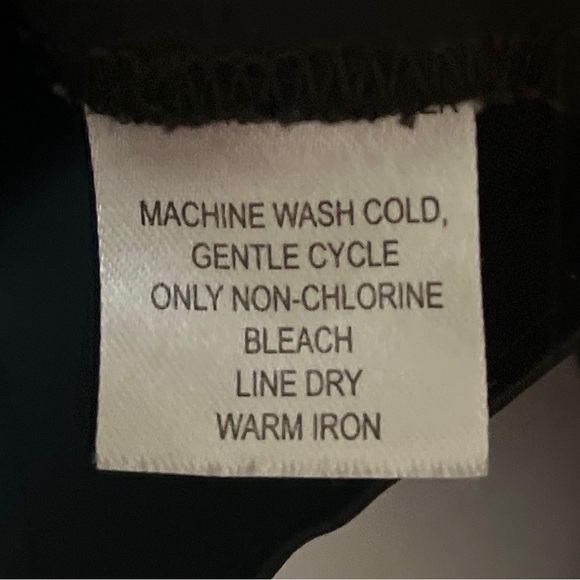 MACHINE WASH COLD,
GENTLE CYCLE
ONLY NON-CHLORINE
BLEACH
LINE DRY
WARM IRON